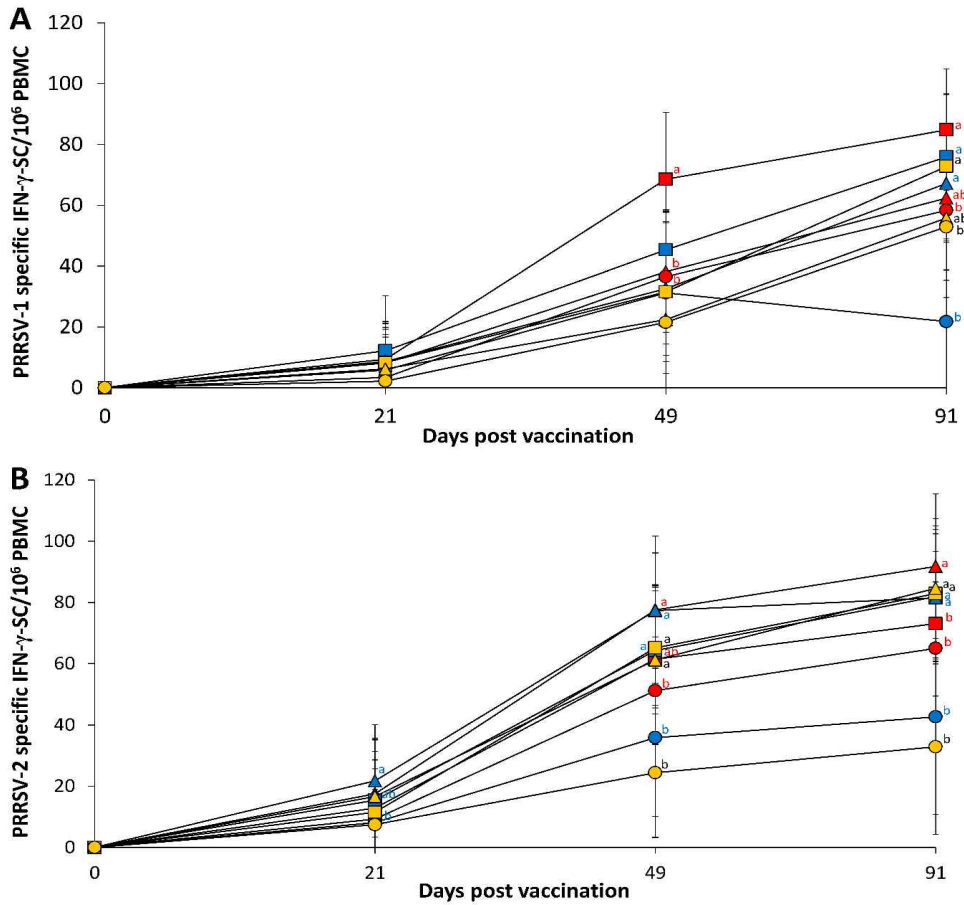 A
PRRSV-1 specific IFN-γ-SC/10⁶ PBMC
120
100
80
60
40
20
0
a
a
b
b
a
a
a
ab
b
ab
b
b
0
21
49
91
Days post vaccination
B
PRRSV-2 specific IFN-γ-SC/10⁶ PBMC
120
100
80
60
40
20
0
a
ab
b
a
a
a
a
ab
a
b
b
b
a
a
a
a
a
b
b
b
b
0
21
49
91
Days post vaccination